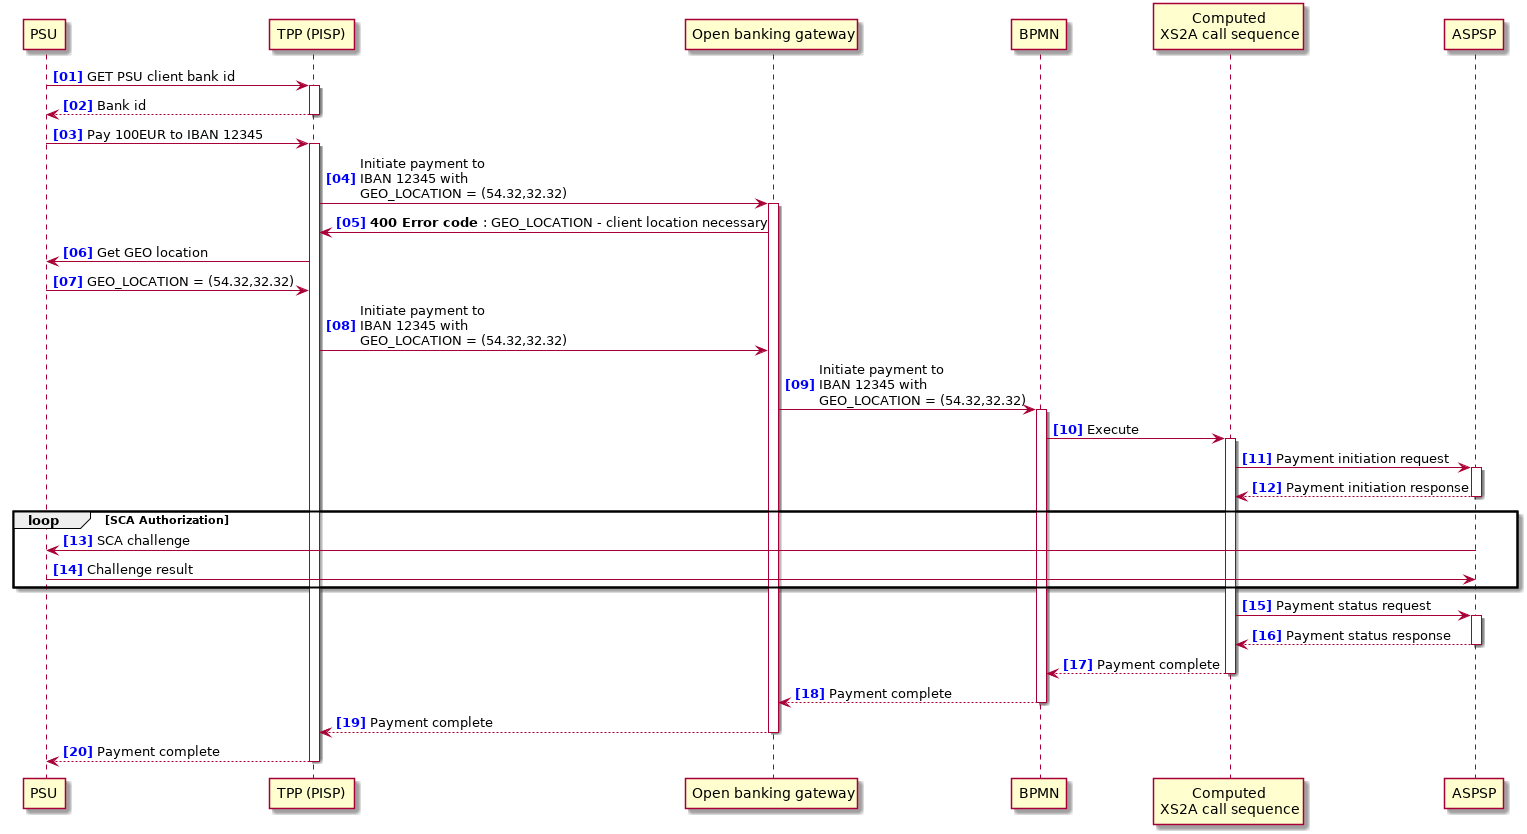 PSU
TPP (PISP)
Open banking gateway
BPMN
Computed
XS2A call sequence
ASPSP
[01] GET PSU client bank id
[02] Bank id
[03] Pay 100EUR to IBAN 12345
Initiate payment to
[04] IBAN 12345 with
GEO_LOCATION = (54.32,32.32)
[05] 400 Error code : GEO_LOCATION - client location necessary
[06] Get GEO location
[07] GEO_LOCATION = (54.32,32.32)
Initiate payment to
[08] IBAN 12345 with
GEO_LOCATION = (54.32,32.32)
Initiate payment to
[09] IBAN 12345 with
GEO_LOCATION = (54.32,32.32)
[10] Execute
[11] Payment initiation request
[12] Payment initiation response
loop [SCA Authorization]
[13] SCA challenge
[14] Challenge result
[15] Payment status request
[16] Payment status response
[17] Payment complete
[18] Payment complete
[19] Payment complete
[20] Payment complete
PSU
TPP (PISP)
Open banking gateway
BPMN
Computed
XS2A call sequence
ASPSP